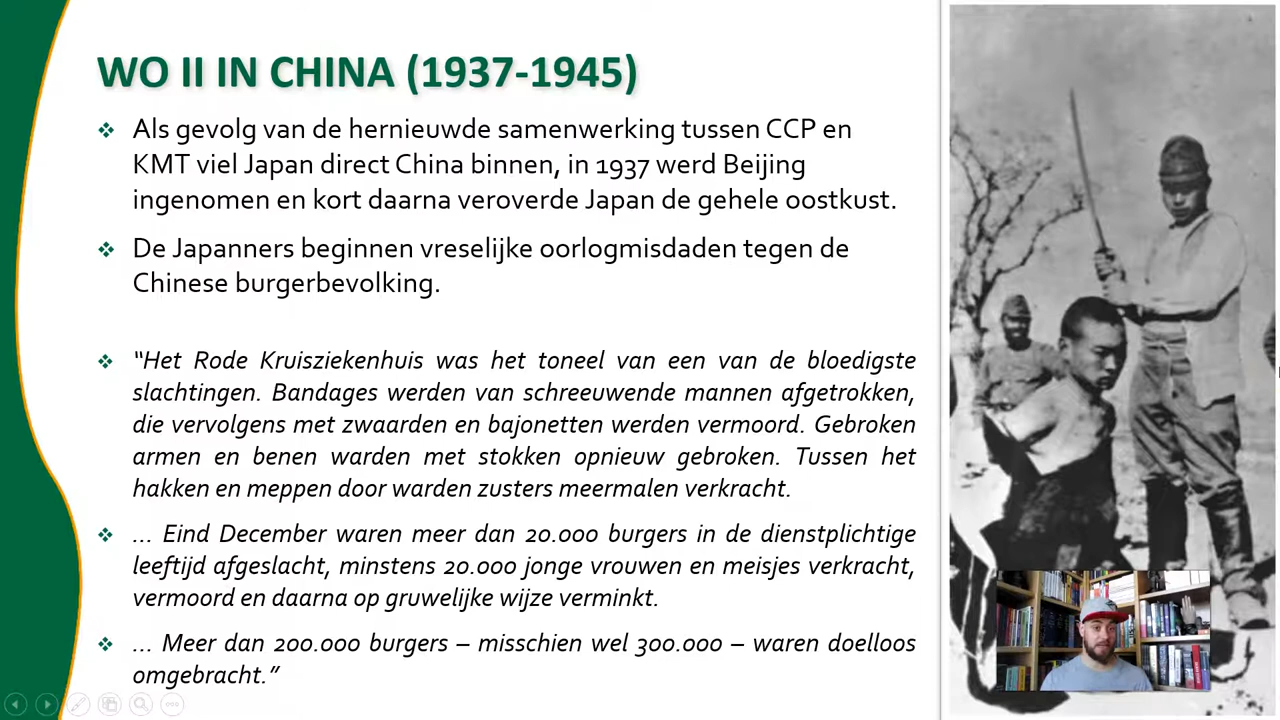 WO II IN CHINA (1937-1945)
Als gevolg van de hernieuwde samenwerking tussen CCP en
KMT viel Japan direct China binnen, in 1937 werd Beijing
ingenomen en kort daarna veroverde Japan de gehele oostkust.
De Japanners beginnen vreselijke oorlogmisdaden tegen de
Chinese burgerbevolking.
“Het Rode Kruisziekenhuis was het toneel van een van de bloedigste
slachtingen. Bandages werden van schreeuwende mannen afgetrokken,
die vervolgens met zwaarden en bajonetten werden vermoord. Gebroken
armen en benen warden met stokken opnieuw gebroken. Tussen het
hakken en meppen door warden zusters meermalen verkracht.
... Eind December waren meer dan 20.000 burgers in de dienstplichtige
leeftijd afgeslacht, minstens 20.000 jonge vrouwen en meisjes verkracht,
vermoord en daarna op gruwelijke wijze verminkt.
... Meer dan 200.000 burgers – misschien wel 300.000 – waren doelloos
omgebracht.”